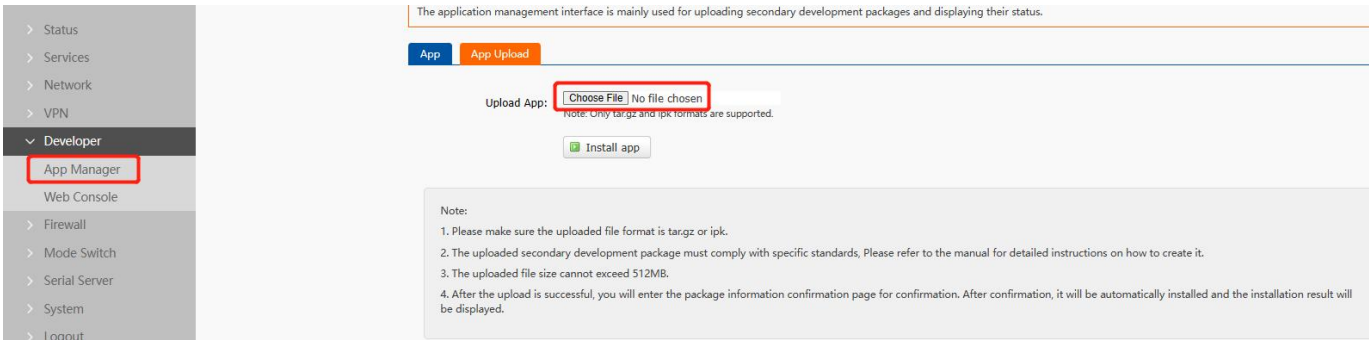 The application management interface is mainly used for uploading secondary development packages and displaying their status.
Status
Services
Network
VPN
Developer
App Manager
Web Console
Firewall
Mode Switch
Serial Server
System
Logout
App
App Upload
Upload App:
Choose File No file chosen
Note: Only tar.gz and ipk formats are supported.
Install app
Note:
1. Please make sure the uploaded file format is tar.gz or ipk.
2. The uploaded secondary development package must comply with specific standards, Please refer to the manual for detailed instructions on how to create it.
3. The uploaded file size cannot exceed 512MB.
4. After the upload is successful, you will enter the package information confirmation page for confirmation. After confirmation, it will be automatically installed and the installation result will
be displayed.